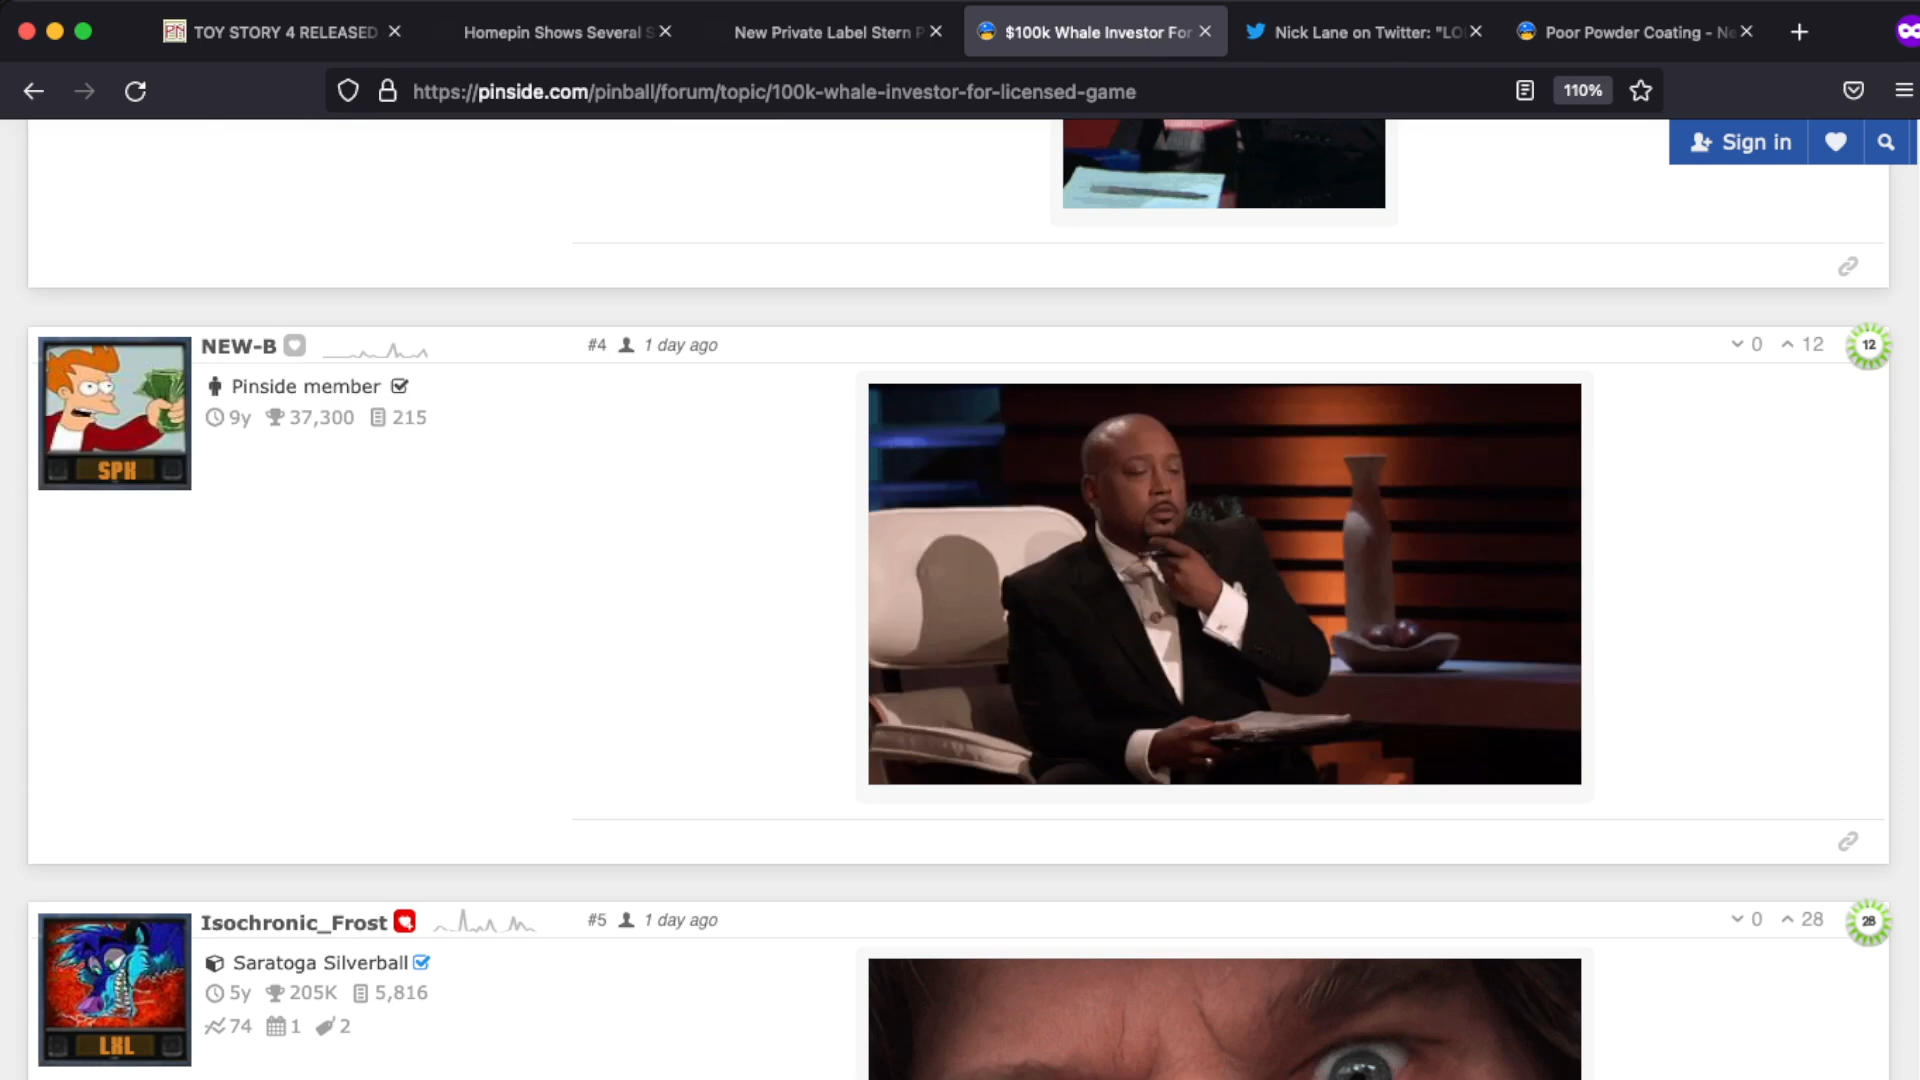 TOY STORY 4 RELEASED
Homepin Shows Several S
New Private Label Stern P
$100k Whale Investor For
Nick Lane on Twitter: "LO
Poor Powder Coating - Ne
https://pinside.com/pinball/forum/topic/100k-whale-investor-for-licensed-game
110%
Sign in
NEW-B
#4 1 day ago
0 12
12
Pinside member
9y 37,300 215
SPK
Isochronic_Frost
#5 1 day ago
0 28
28
Saratoga Silverball
5y 205K 5,816
74 1 2
LXL